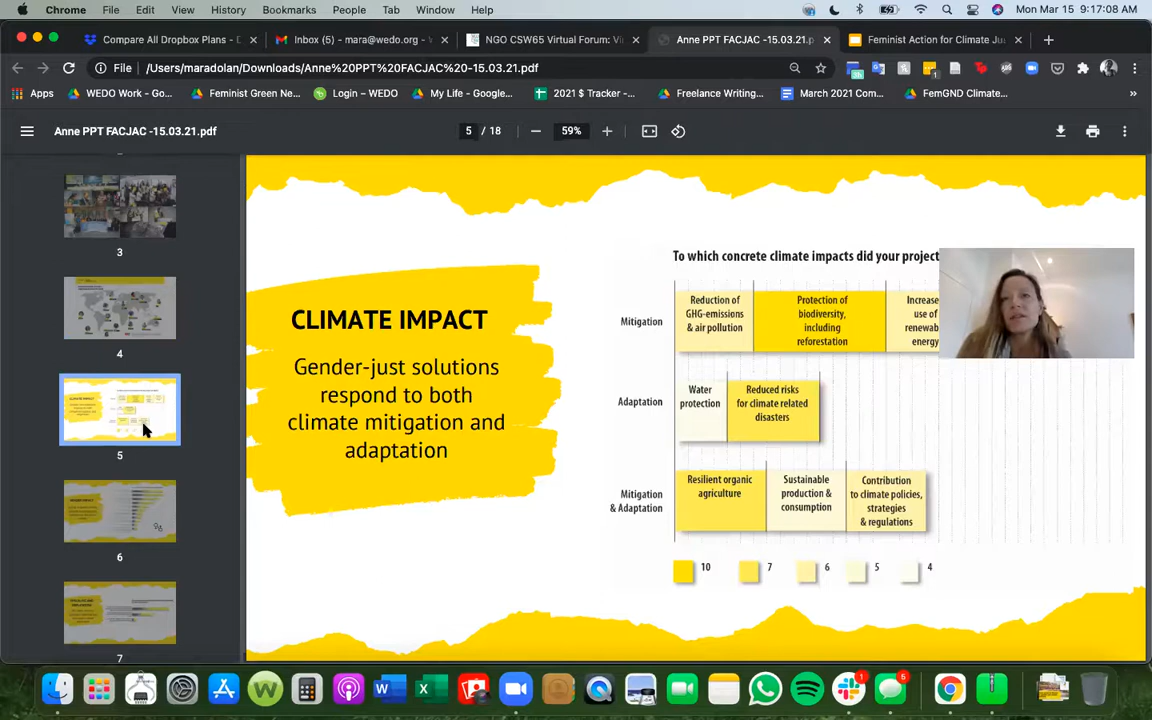 Chrome File Edit View History Bookmarks People Tab Window Help Mon Mar 15 9:17:08 AM
Compare All Dropbox Plans - D
Inbox (5) - mara@wedo.org -
NGO CSW65 Virtual Forum: Vi
Anne PPT FACJAC -15.03.21.p
Feminist Action for Climate Ju
File /Users/maradolan/Downloads/Anne%20PPT%20FACJAC%20-15.03.21.pdf
Apps WEDO Work - Go... Feminist Green Ne... Login – WEDO My Life - Google... 2021 $ Tracker -... Freelance Writing... March 2021 Com... FemGND Climate...
Anne PPT FACJAC -15.03.21.pdf
5 / 18
59%
3
4
5
6
7
CLIMATE IMPACT
Gender-just solutions
respond to both
climate mitigation and
adaptation
To which concrete climate impacts did your project
Mitigation
Reduction of
GHG-emissions
& air pollution
Protection of
biodiversity,
including
reforestation
Increase
use of
renewab
energy
Adaptation
Water
protection
Reduced risks
for climate related
disasters
Mitigation
& Adaptation
Resilient organic
agriculture
Sustainable
production &
consumption
Contribution
to climate policies,
strategies
& regulations
10 7 6 5 4